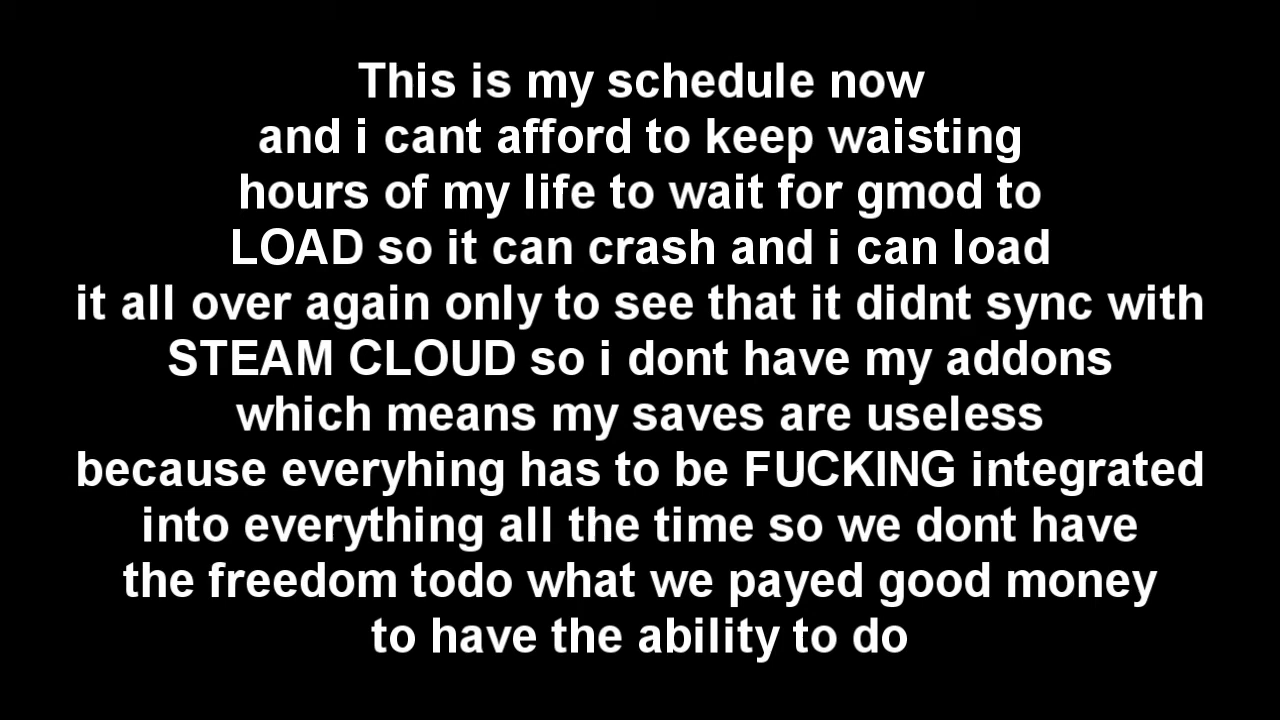 This is my schedule now
and i cant afford to keep waisting
hours of my life to wait for gmod to
LOAD so it can crash and i can load
it all over again only to see that it didnt sync with
STEAM CLOUD so i dont have my addons
which means my saves are useless
because everyhing has to be FUCKING integrated
into everything all the time so we dont have
the freedom todo what we payed good money
to have the ability to do